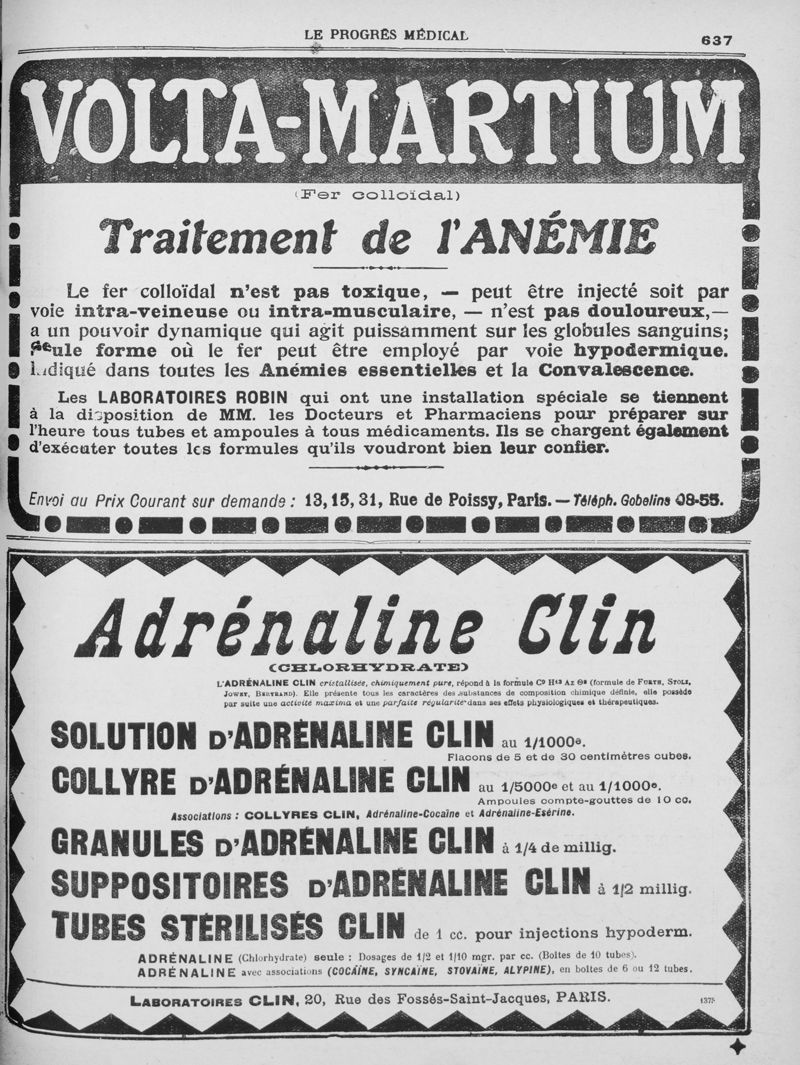 LE PROGRÈS MÉDICAL
637
VOLTA-MARTIUM
(Fer colloïdal)
Traitement de l'ANÉMIE
Le fer colloïdal n'est pas toxique, — peut être injecté soit par
voie intra-veineuse ou intra-musculaire, — n'est pas douloureux, —
a un pouvoir dynamique qui agit puissamment sur les globules sanguins;
Seule forme où le fer peut être employé par voie hypodermique.
Indiqué dans toutes les Anémies essentielles et la Convalescence.
Les LABORATOIRES ROBIN qui ont une installation spéciale se tiennent
à la disposition de MM. les Docteurs et Pharmaciens pour préparer sur
l'heure tous tubes et ampoules à tous médicaments. Ils se chargent également
d'exécuter toutes les formules qu'ils voudront bien leur confier.
Envoi au Prix Courant sur demande : 13, 15, 31, Rue de Poissy, Paris. — Téléph. Gobelins 08-55.
Adrénaline Clin
(CHLORHYDRATE)
L'ADRÉNALINE CLIN cristallisée, chimiquement pure, répond à la formule C⁹ H¹³ Az O³ (formule de FURTH, STOLZ,
JOWET, BERTRAND). Elle présente tous les caractères des substances de composition chimique définie, elle possède
par suite une activité maxima et une parfaite régularité dans ses effets physiologiques et thérapeutiques.
SOLUTION D'ADRÉNALINE CLIN au 1/1000e.
Flacons de 5 et de 30 centimètres cubes.
COLLYRE D'ADRÉNALINE CLIN au 1/5000e et au 1/1000e.
Ampoules compte-gouttes de 10 cc.
Associations : COLLYRES CLIN, Adrénaline-Cocaïne et Adrénaline-Esérine.
GRANULES D'ADRÉNALINE CLIN à 1/4 de millig.
SUPPOSITOIRES D'ADRÉNALINE CLIN à 1/2 millig.
TUBES STÉRILISÉS CLIN de 1 cc. pour injections hypoderm.
ADRÉNALINE (Chlorhydrate) seule : Dosages de 1/2 et 1/10 mgr. par cc. (Boîtes de 10 tubes).
ADRÉNALINE avec associations (COCAÏNE, SYNCAÏNE, STOVAÏNE, ALYPINE), en boîtes de 6 ou 12 tubes.
LABORATOIRES CLIN, 20, Rue des Fossés-Saint-Jacques, PARIS.